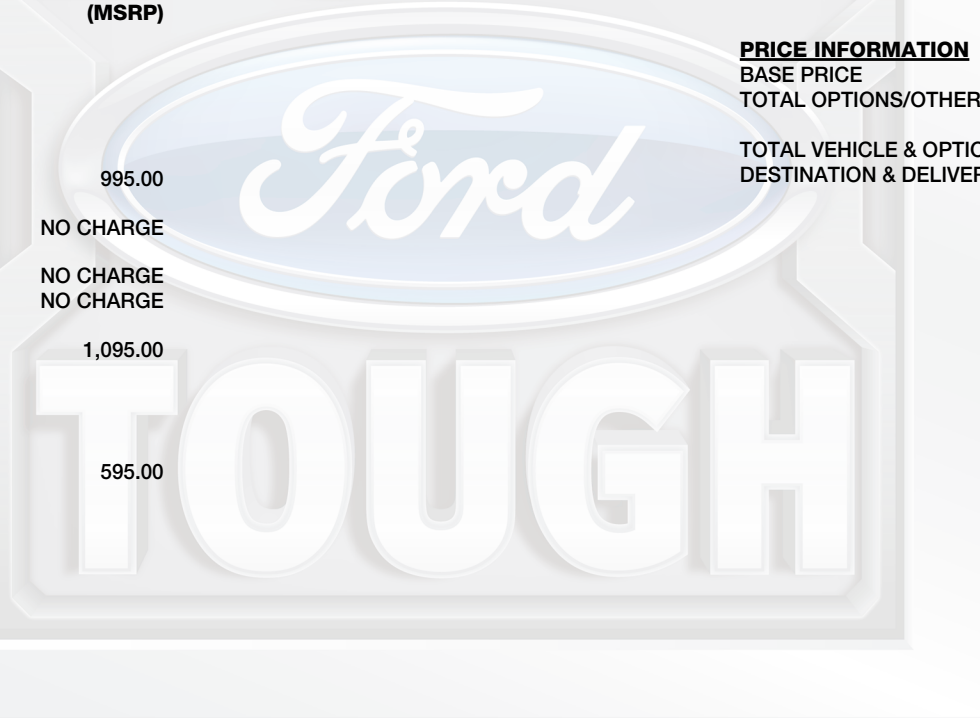 (MSRP)
995.00
NO CHARGE
NO CHARGE
NO CHARGE
1,095.00
595.00
PRICE INFORMATION
BASE PRICE
TOTAL OPTIONS/OTHER
TOTAL VEHICLE & OPTIO
DESTINATION & DELIVER
Ford
TOUGH